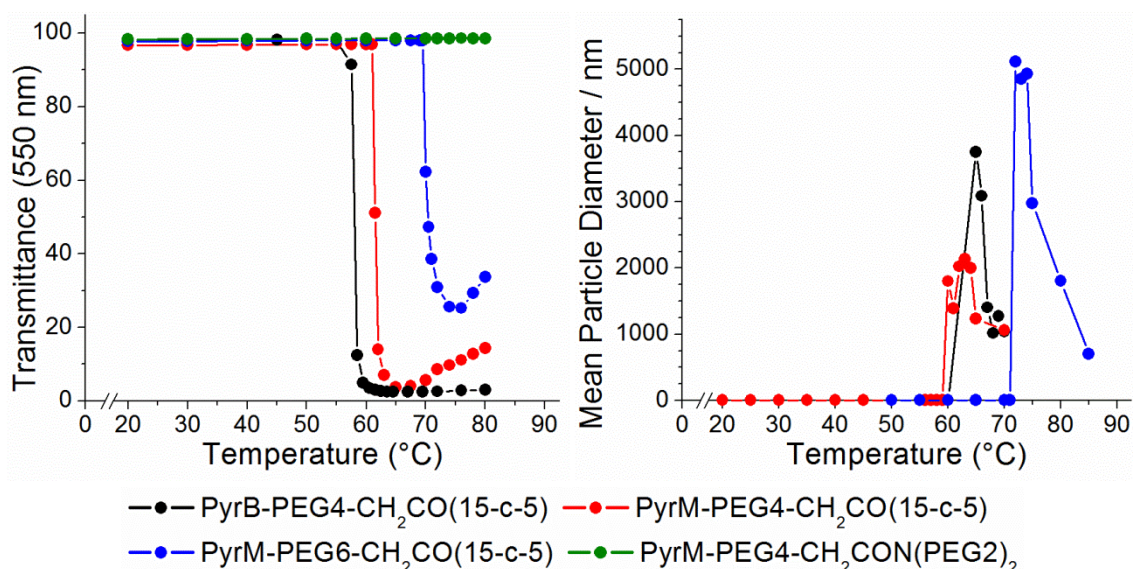 100
80
60
40
20
0
Transmittance (550 nm)
0 20 30 40 50 60 70 80 90
Temperature (°C)
5000
4000
3000
2000
1000
0
Mean Particle Diameter / nm
0 20 30 40 50 60 70 80 90
Temperature (°C)
PyrB-PEG4-CH₂CO(15-c-5)
PyrM-PEG4-CH₂CO(15-c-5)
PyrM-PEG6-CH₂CO(15-c-5)
PyrM-PEG4-CH₂CON(PEG2)₂